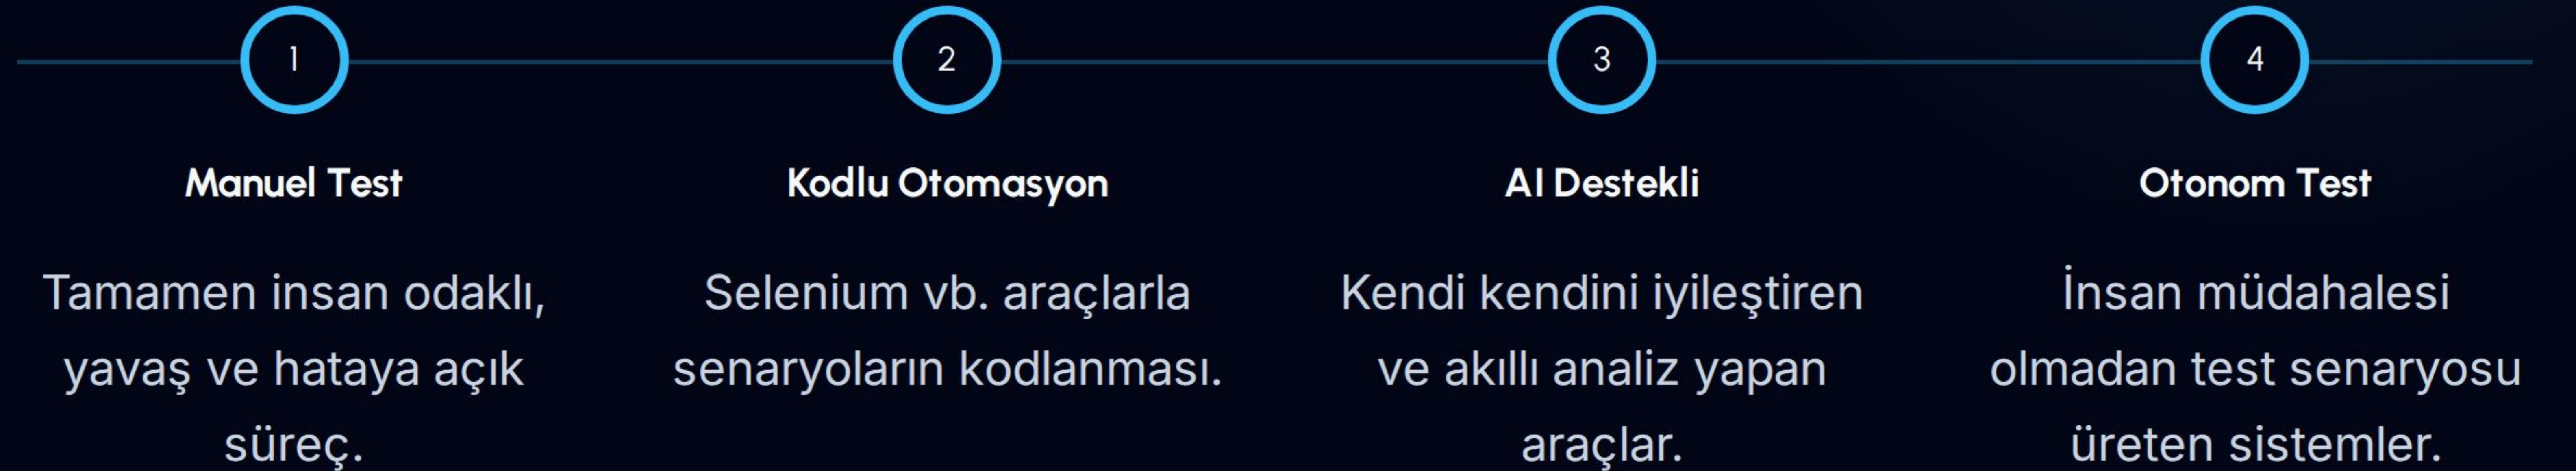 1
2
3
4
Manuel Test
Tamamen insan odaklı,
yavaş ve hataya açık
süreç.
Kodlu Otomasyon
Selenium vb. araçlarla
senaryoların kodlanması.
AI Destekli
Kendi kendini iyileştiren
ve akıllı analiz yapan
araçlar.
Otonom Test
İnsan müdahalesi
olmadan test senaryosu
üreten sistemler.